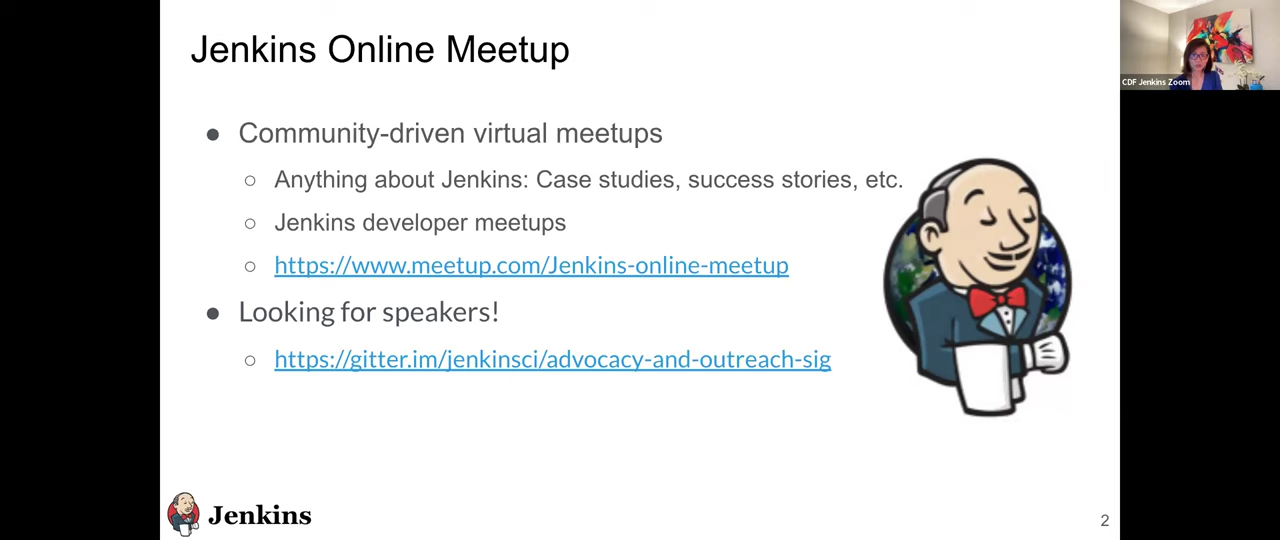 Jenkins Online Meetup
CDF Jenkins Zoom
● Community-driven virtual meetups
○ Anything about Jenkins: Case studies, success stories, etc.
○ Jenkins developer meetups
○ https://www.meetup.com/Jenkins-online-meetup
● Looking for speakers!
○ https://gitter.im/jenkinsci/advocacy-and-outreach-sig
Jenkins
2